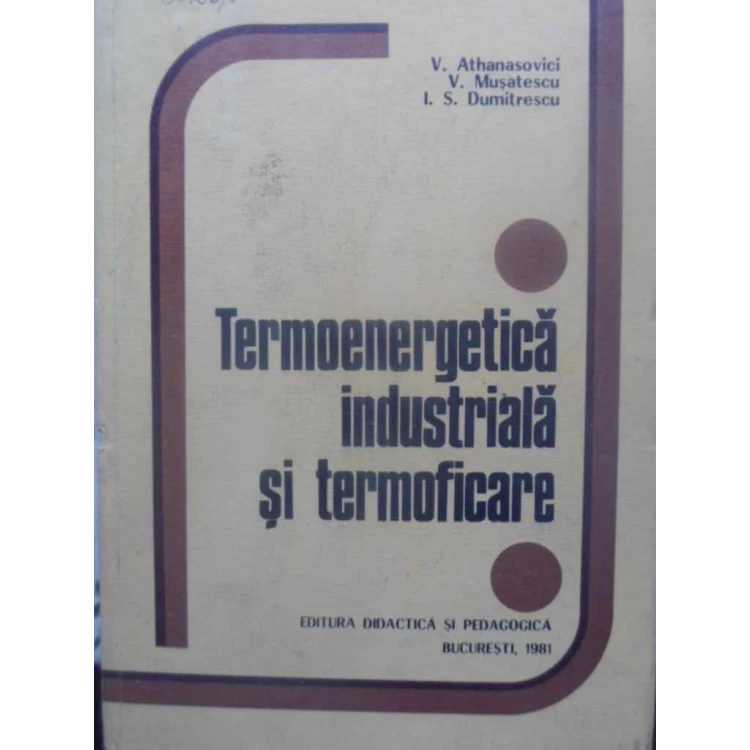 V. Athanasovici
V. Mușatescu
I. S. Dumitrescu
Termoenergetică
industrială
și termoficare
EDITURA DIDACTICĂ ȘI PEDAGOGICĂ
BUCUREȘTI, 1981